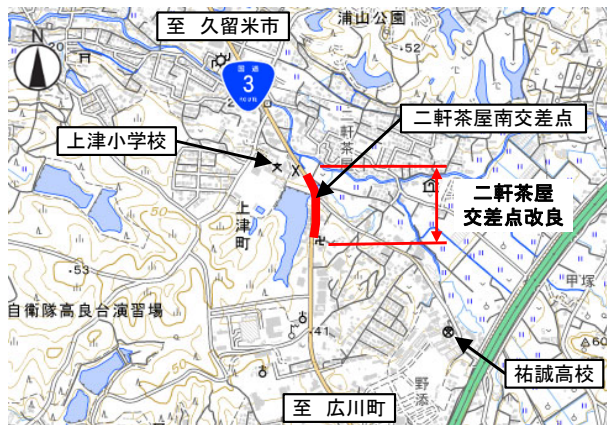 至 久留米市
浦山公園
N
20
52
国道
3
ROUTE
二軒茶屋南交差点
上津小学校
二軒茶屋
二軒茶屋
交差点改良
上津町
50
50
53
甲塚
自衛隊高良台演習場
41
60
祐誠高校
野添
至 広川町